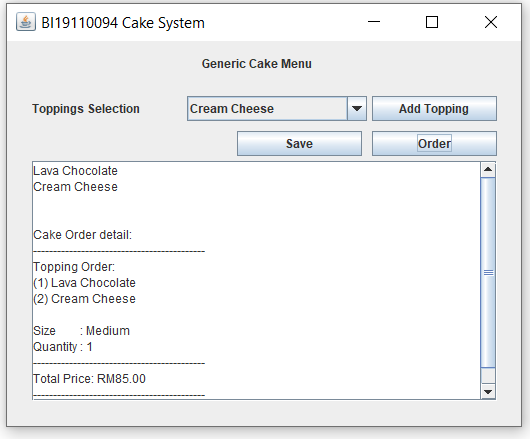 BI19110094 Cake System
Generic Cake Menu
Toppings Selection Cream Cheese Add Topping
Save Order
Lava Chocolate
Cream Cheese
Cake Order detail:
-------------------------------------------
Topping Order:
(1) Lava Chocolate
(2) Cream Cheese
Size : Medium
Quantity : 1
-------------------------------------------
Total Price: RM85.00
-------------------------------------------